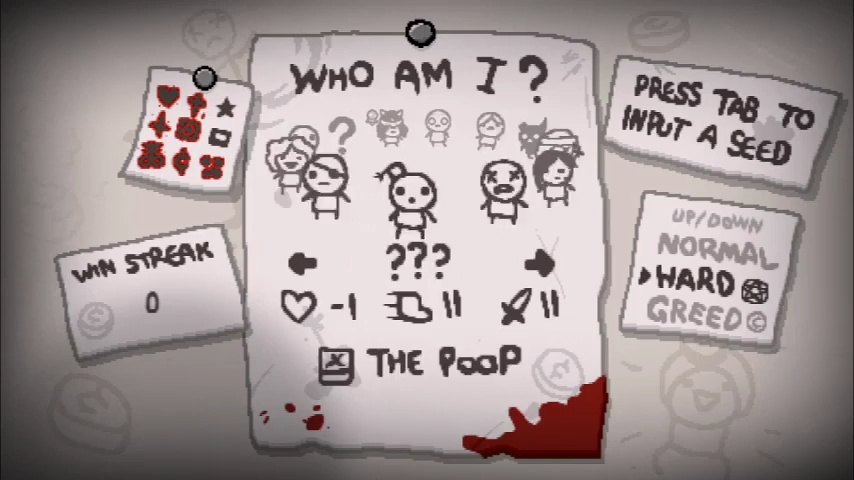 WHO AM I?
?
???
-1
THE POOP
WIN STREAK
0
PRESS TAB TO
INPUT A SEED
UP/DOWN
NORMAL
HARD
GREED